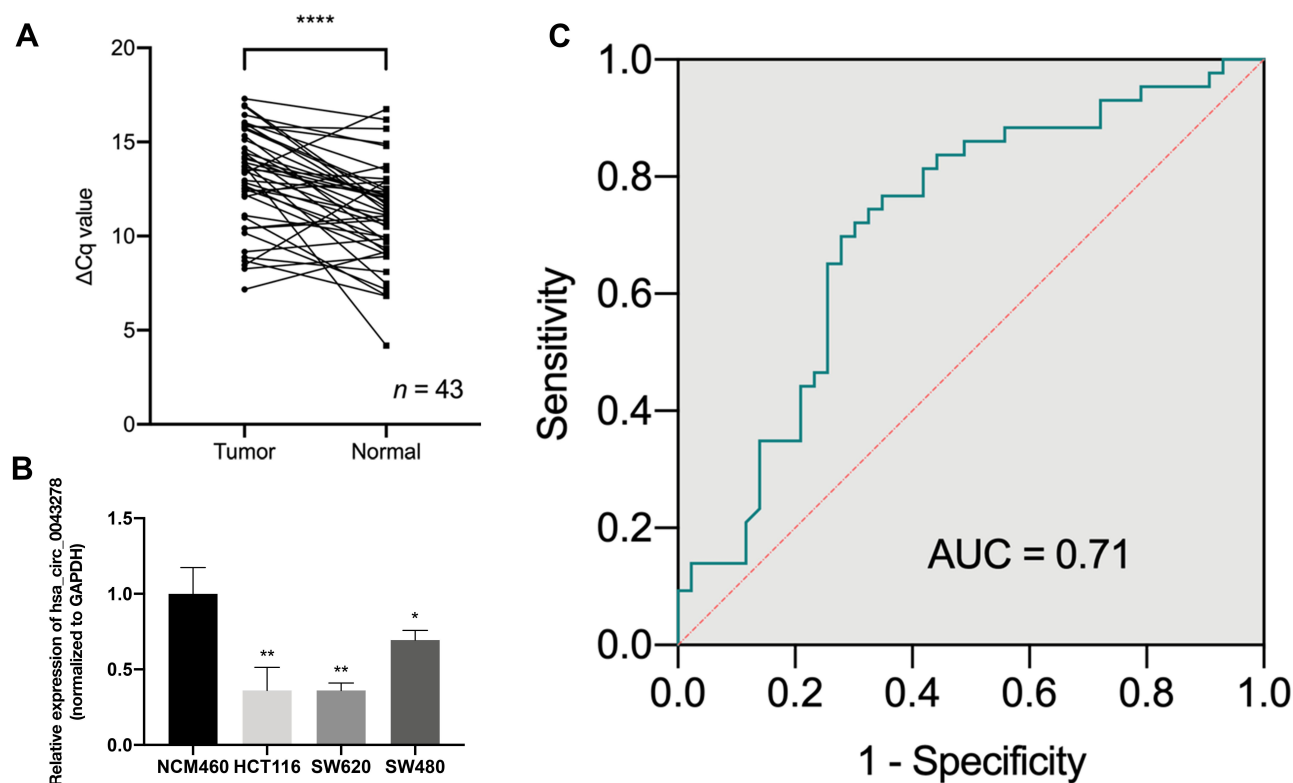 A
****
20
15
10
5
0
ΔCq value
n = 43
Tumor
Normal
B
Relative expression of hsa_circ_0043278
(normalized to GAPDH)
1.5
1.0
0.5
0.0
**
**
*
NCM460 HCT116 SW620 SW480
C
1.0
0.8
0.6
0.4
0.2
0.0
Sensitivity
AUC = 0.71
0.0 0.2 0.4 0.6 0.8 1.0
1 - Specificity